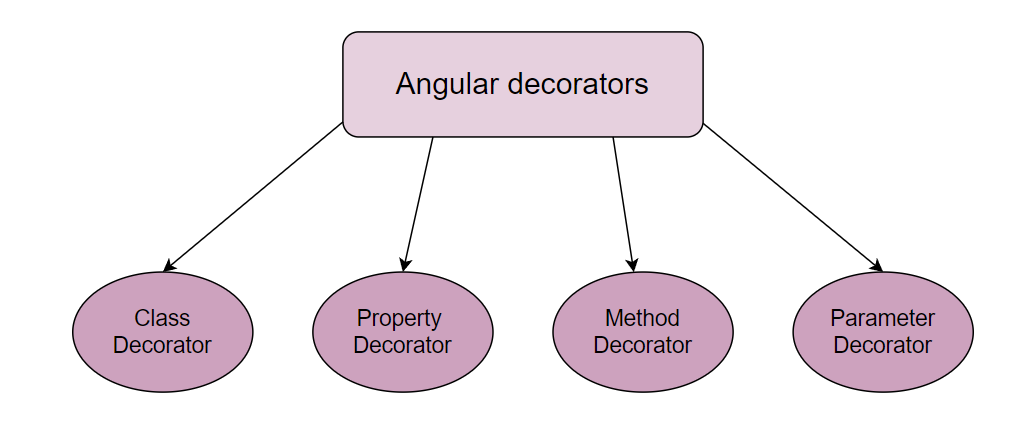 Angular decorators
Class
Decorator
Property
Decorator
Method
Decorator
Parameter
Decorator